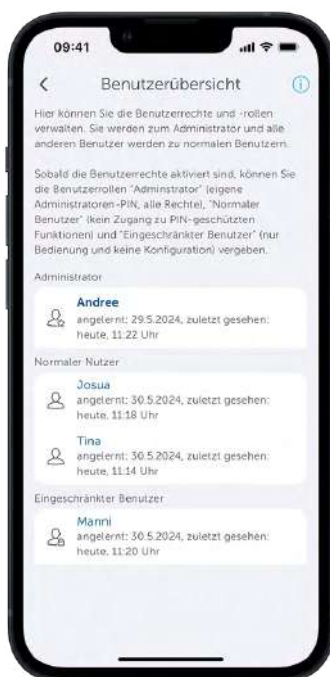 09:41
Benutzerübersicht
Hier können Sie die Benutzerrechte und -rollen
verwalten. Sie werden zum Administrator und alle
anderen Benutzer werden zu normalen Benutzern.
Sobald die Benutzerrechte aktiviert sind, können Sie
die Benutzerrollen "Adminstrator" (eigene
Administratoren-PIN, alle Rechte), "Normaler
Benutzer" (kein Zugang zu PIN-geschützten
Funktionen) und "Eingeschränkter Benutzer" (nur
Bedienung und keine Konfiguration) vergeben.
Administrator
Andree
angelernt: 29.5.2024, zuletzt gesehen:
heute, 11:22 Uhr
Normaler Nutzer
Josua
angelernt: 30.5.2024, zuletzt gesehen:
heute, 11:18 Uhr
Tina
angelernt: 30.5.2024, zuletzt gesehen:
heute, 11:14 Uhr
Eingeschränkter Benutzer
Manni
angelernt: 30.5.2024, zuletzt gesehen:
heute, 11:20 Uhr